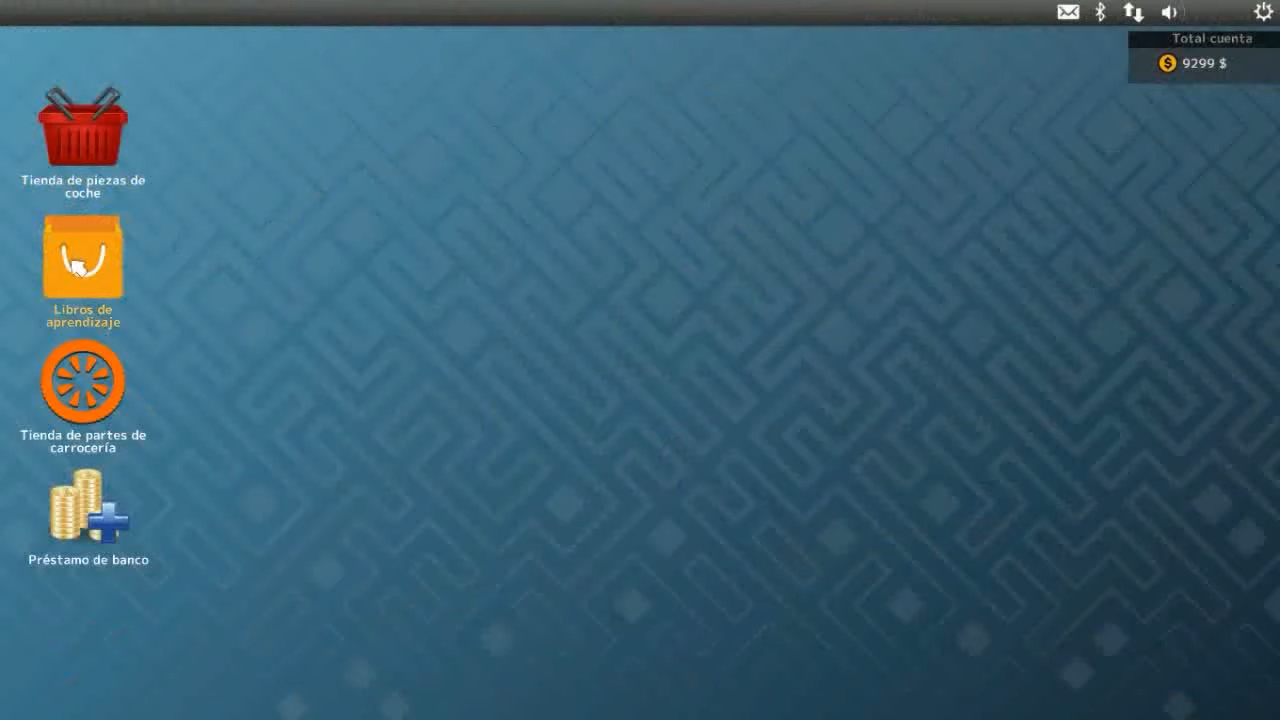 Total cuenta
9299 $
Tienda de piezas de
coche
Libros de
aprendizaje
Tienda de partes de
carrocería
Préstamo de banco